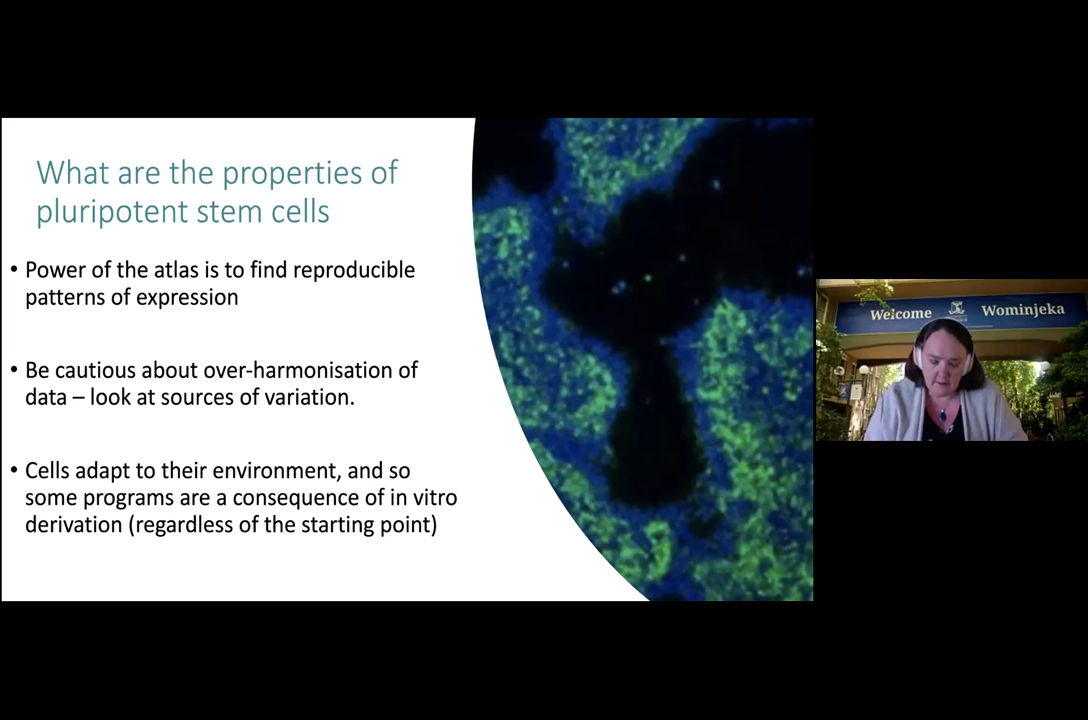 What are the properties of
pluripotent stem cells
• Power of the atlas is to find reproducible
patterns of expression
• Be cautious about over-harmonisation of
data – look at sources of variation.
• Cells adapt to their environment, and so
some programs are a consequence of in vitro
derivation (regardless of the starting point)
Welcome
Wominjeka